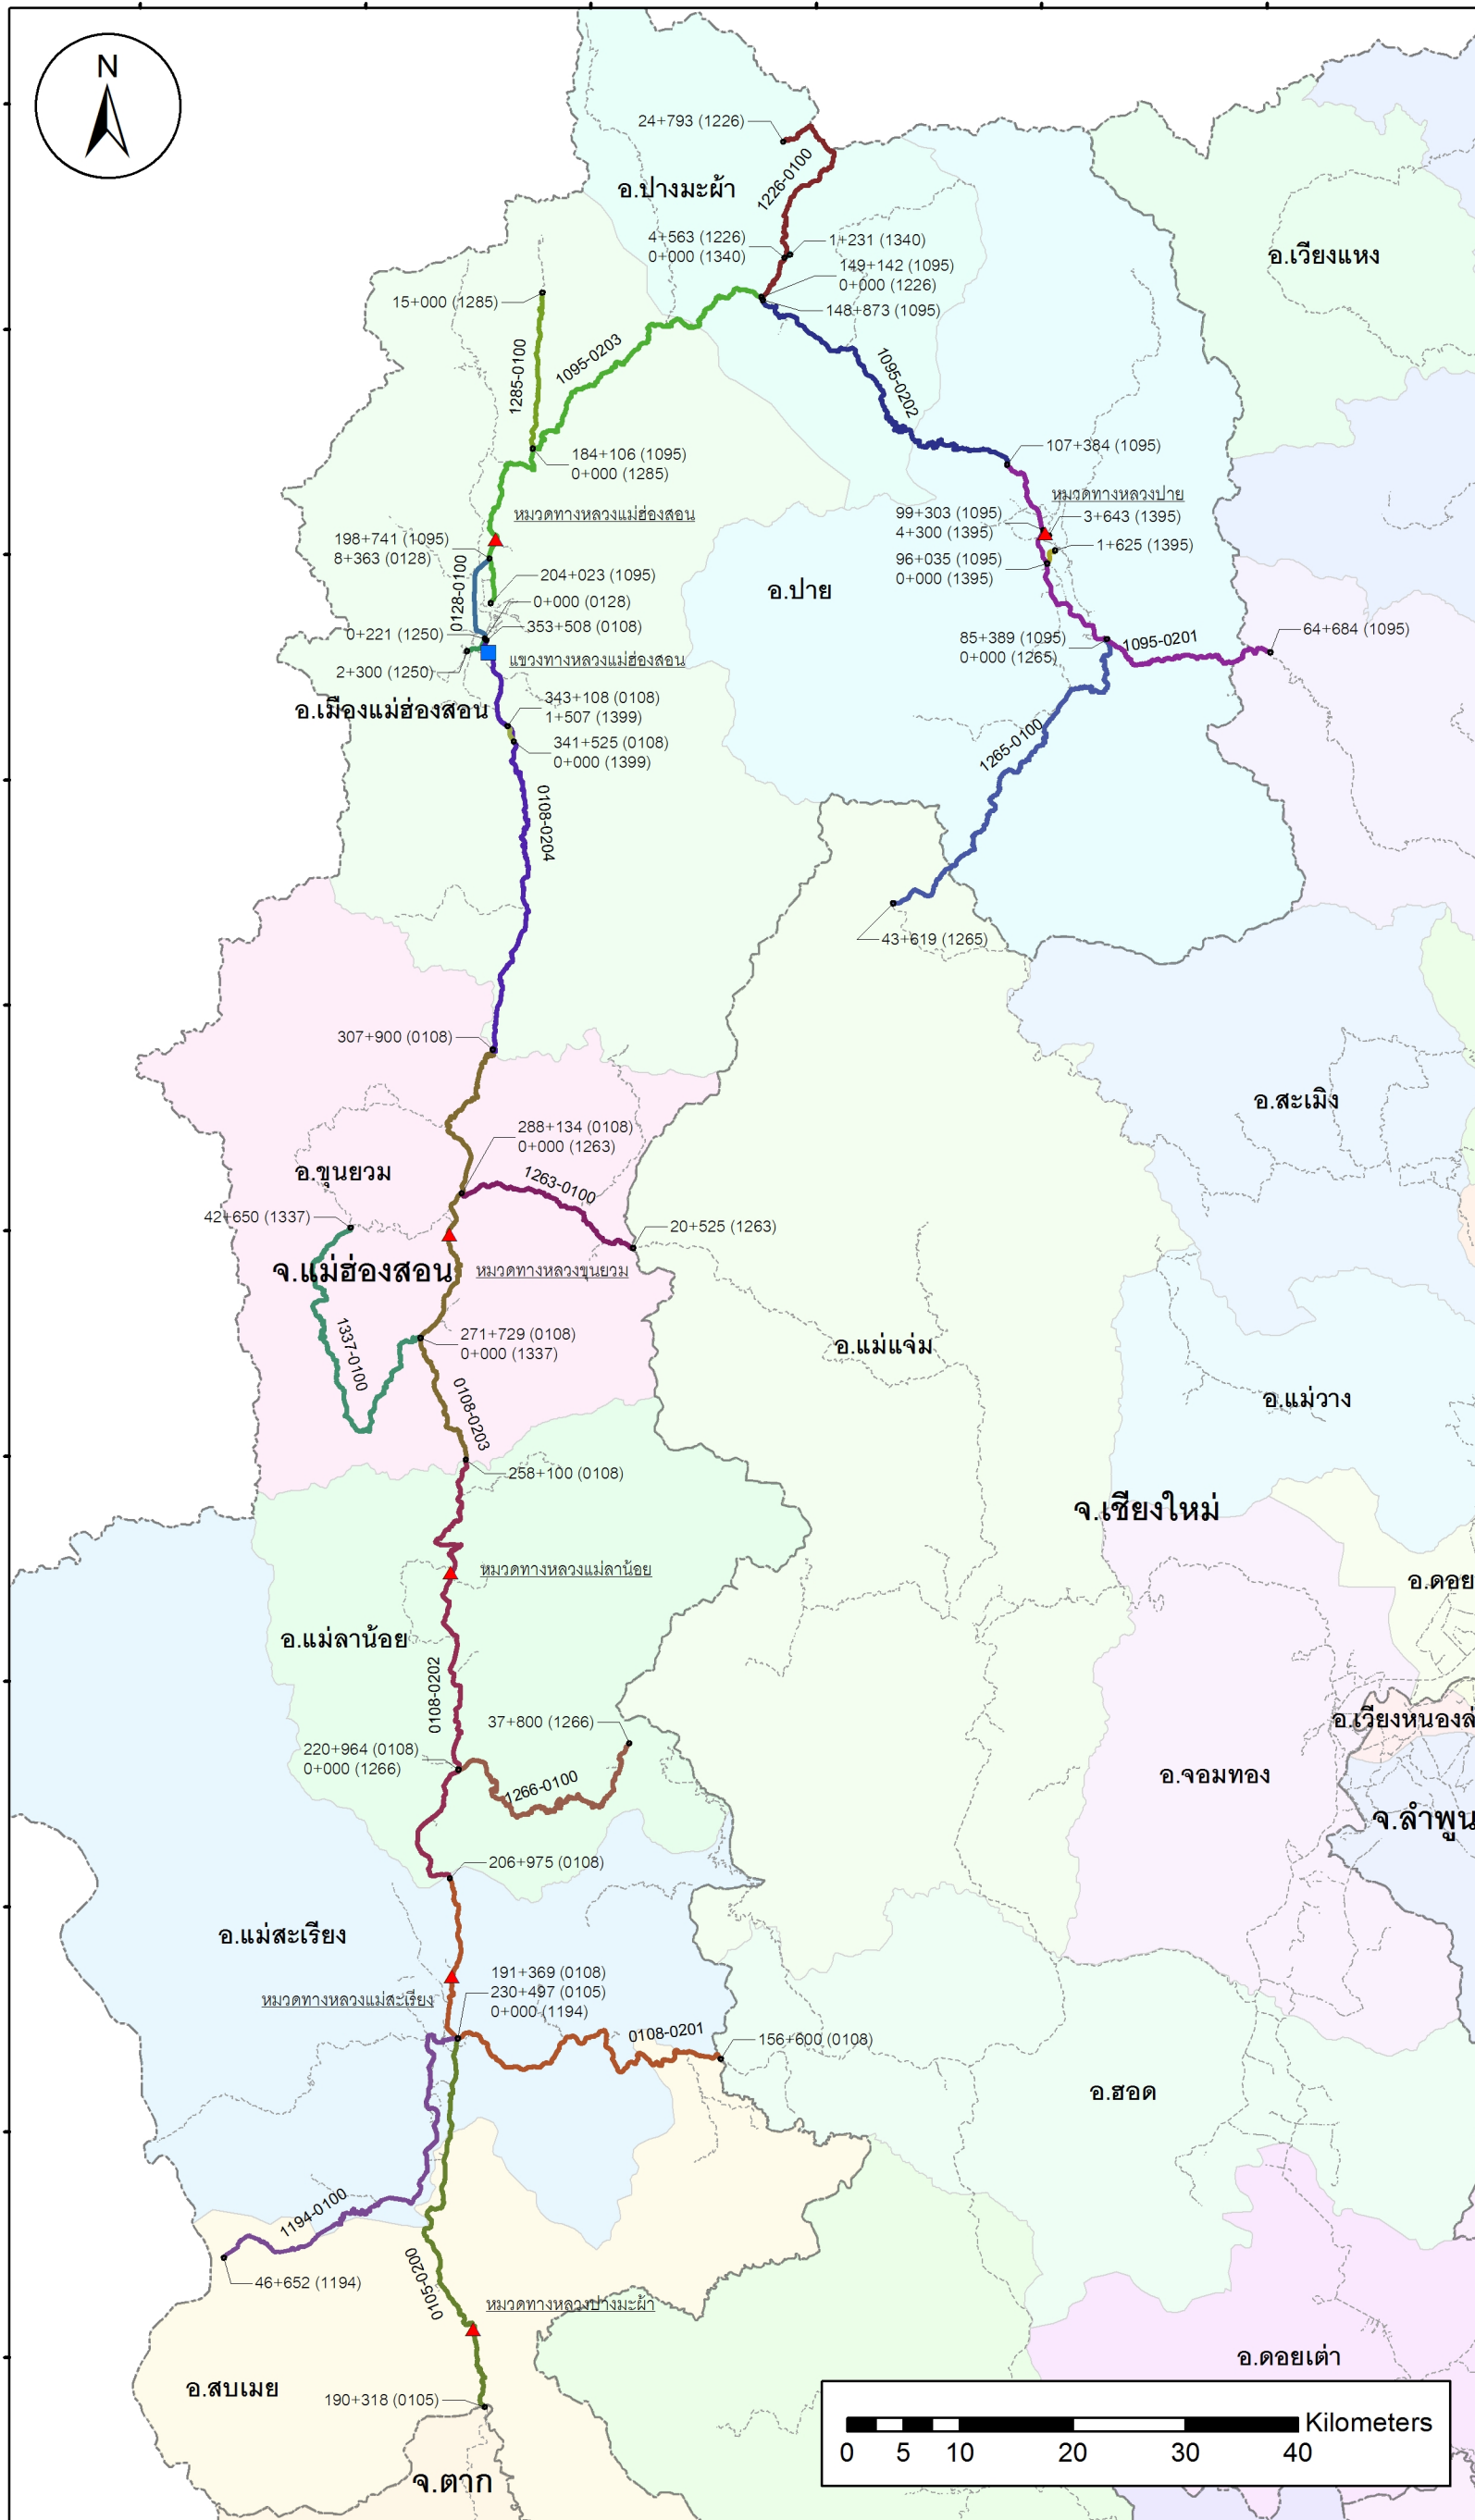 N
24+793 (1226)
1226-0100
อ.ปางมะผ้า
4+563 (1226)
0+000 (1340)
1+231 (1340)
149+142 (1095)
0+000 (1226)
148+873 (1095)
อ.เวียงแหง
15+000 (1285)
1285-0100
1095-0203
1095-0202
184+106 (1095)
0+000 (1285)
107+384 (1095)
หมวดทางหลวงปาย
หมวดทางหลวงแม่ฮ่องสอน
99+303 (1095)
4+300 (1395)
3+643 (1395)
1+625 (1395)
96+035 (1095)
0+000 (1395)
198+741 (1095)
8+363 (0128)
0128-0100
204+023 (1095)
0+000 (0128)
อ.ปาย
0+221 (1250)
353+508 (0108)
85+389 (1095)
0+000 (1265)
1095-0201
64+684 (1095)
แขวงทางหลวงแม่ฮ่องสอน
2+300 (1250)
อ.เมืองแม่ฮ่องสอน
343+108 (0108)
1+507 (1399)
341+525 (0108)
0+000 (1399)
1265-0100
0108-0204
43+619 (1265)
307+900 (0108)
อ.สะเมิง
288+134 (0108)
0+000 (1263)
อ.ขุนยวม
1263-0100
42+650 (1337)
20+525 (1263)
จ.แม่ฮ่องสอน
หมวดทางหลวงขุนยวม
1337-0100
271+729 (0108)
0+000 (1337)
อ.แม่แจ่ม
0108-0203
อ.แม่วาง
258+100 (0108)
จ.เชียงใหม่
หมวดทางหลวงแม่ลาน้อย
อ.ดอย
อ.แม่ลาน้อย
0108-0202
37+800 (1266)
อ.เวียงหนองล่
220+964 (0108)
0+000 (1266)
1266-0100
อ.จอมทอง
จ.ลำพูน
206+975 (0108)
อ.แม่สะเรียง
191+369 (0108)
230+497 (0105)
0+000 (1194)
หมวดทางหลวงแม่สะเรียง
0108-0201
156+600 (0108)
อ.ฮอด
1194-0100
46+652 (1194)
0105-0200
หมวดทางหลวงปางมะผ้า
อ.ดอยเต่า
อ.สบเมย
190+318 (0105)
จ.ตาก
Kilometers
0 5 10 20 30 40